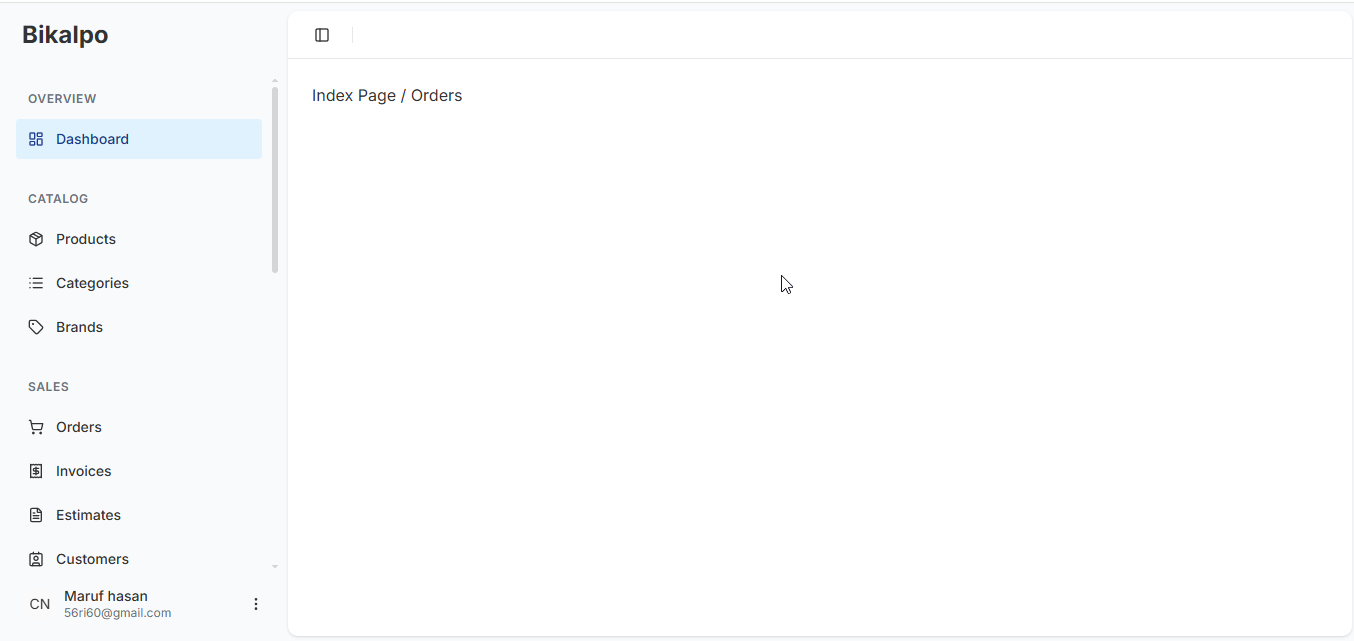 Bikalpo
OVERVIEW
Dashboard
CATALOG
Products
Categories
Brands
SALES
Orders
Invoices
Estimates
Customers
CN
Maruf hasan
56ri60@gmail.com
Index Page / Orders